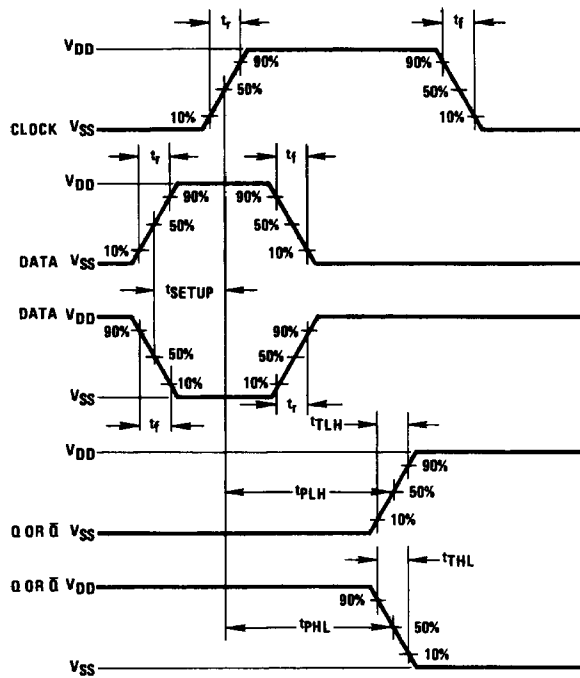 tr
tf
VDD
90%
90%
50%
50%
10%
10%
CLOCK VSS
tr
tf
VDD
90%
90%
50%
50%
10%
10%
DATA VSS
tSETUP
DATA VDD
90%
90%
50%
50%
10%
10%
VSS
tf
tr
tTLH
VDD
90%
tPLH
50%
10%
Q OR Q̅ VSS
tTHL
Q OR Q̅ VDD
90%
tPHL
50%
10%
VSS